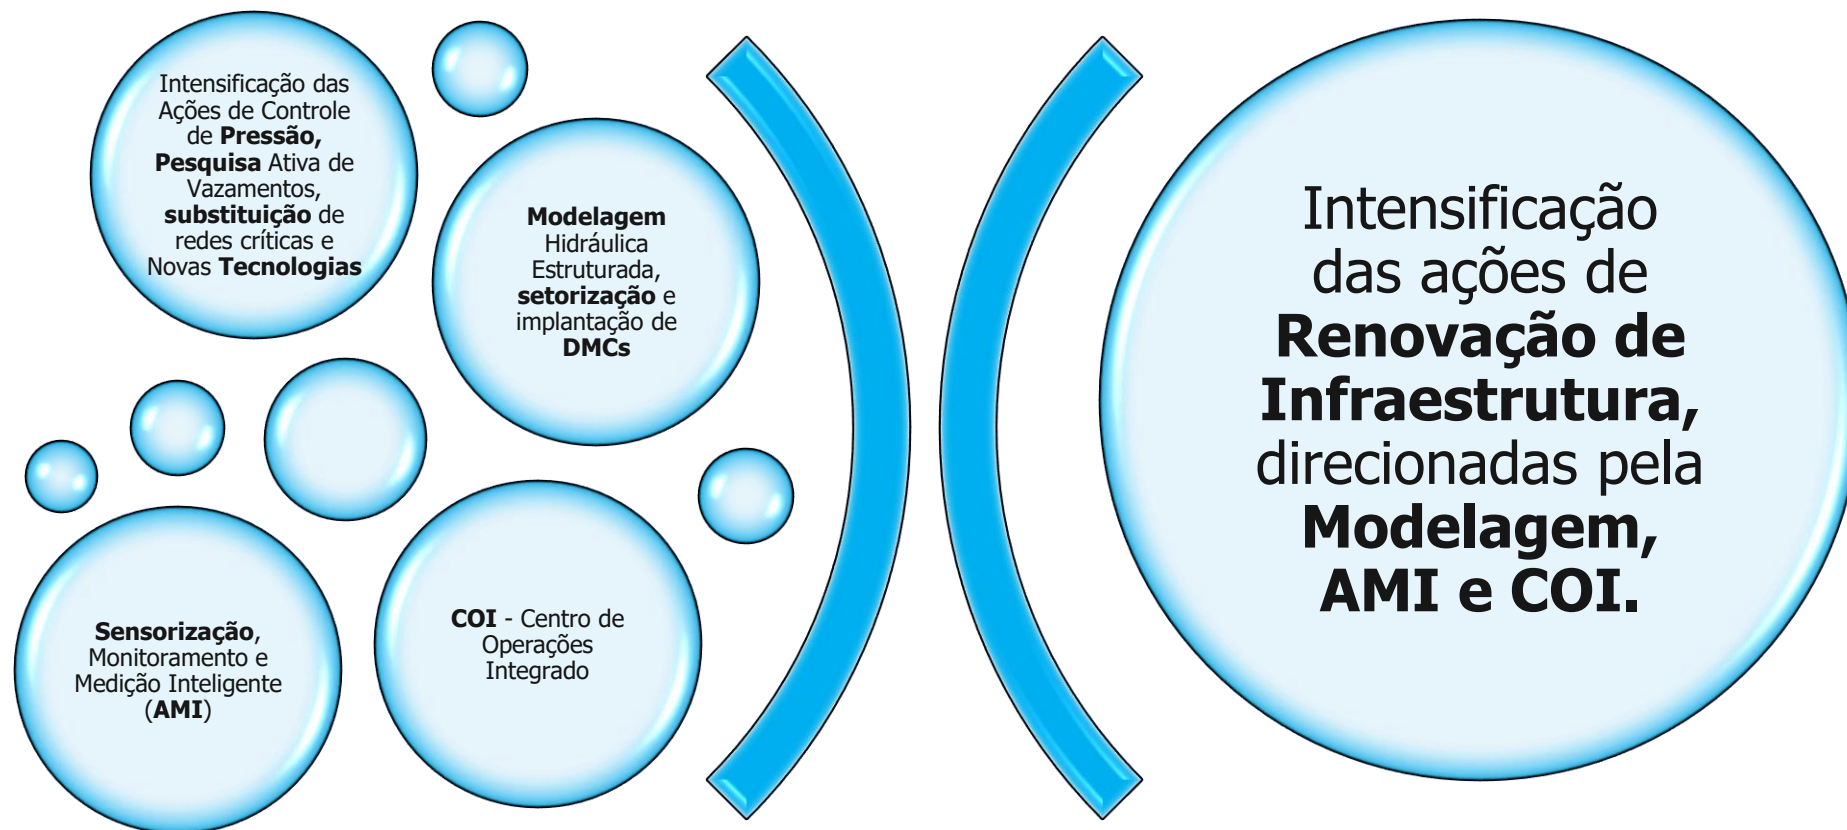 Intensificação das
Ações de Controle
de Pressão,
Pesquisa Ativa de
Vazamentos,
substituição de
redes críticas e
Novas Tecnologias
Modelagem
Hidráulica
Estruturada,
setorização e
implantação de
DMCs
Sensorização,
Monitoramento e
Medição Inteligente
(AMI)
COI - Centro de
Operações
Integrado
Intensificação
das ações de
Renovação de
Infraestrutura,
direcionadas pela
Modelagem,
AMI e COI.